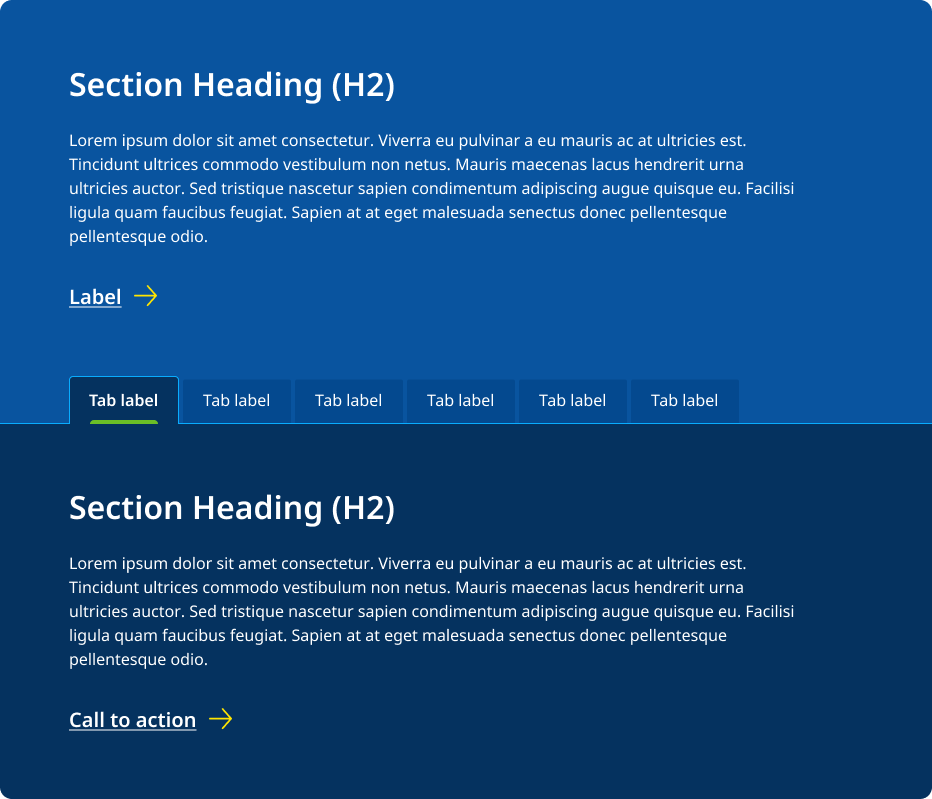 Section Heading (H2)
Lorem ipsum dolor sit amet consectetur. Viverra eu pulvinar a eu mauris ac at ultricies est.
Tincidunt ultrices commodo vestibulum non netus. Mauris maecenas lacus hendrerit urna
ultricies auctor. Sed tristique nascetur sapien condimentum adipiscing augue quisque eu. Facilisi
ligula quam faucibus feugiat. Sapien at at eget malesuada senectus donec pellentesque
pellentesque odio.
Label
Tab label Tab label Tab label Tab label Tab label Tab label
Section Heading (H2)
Lorem ipsum dolor sit amet consectetur. Viverra eu pulvinar a eu mauris ac at ultricies est.
Tincidunt ultrices commodo vestibulum non netus. Mauris maecenas lacus hendrerit urna
ultricies auctor. Sed tristique nascetur sapien condimentum adipiscing augue quisque eu. Facilisi
ligula quam faucibus feugiat. Sapien at at eget malesuada senectus donec pellentesque
pellentesque odio.
Call to action